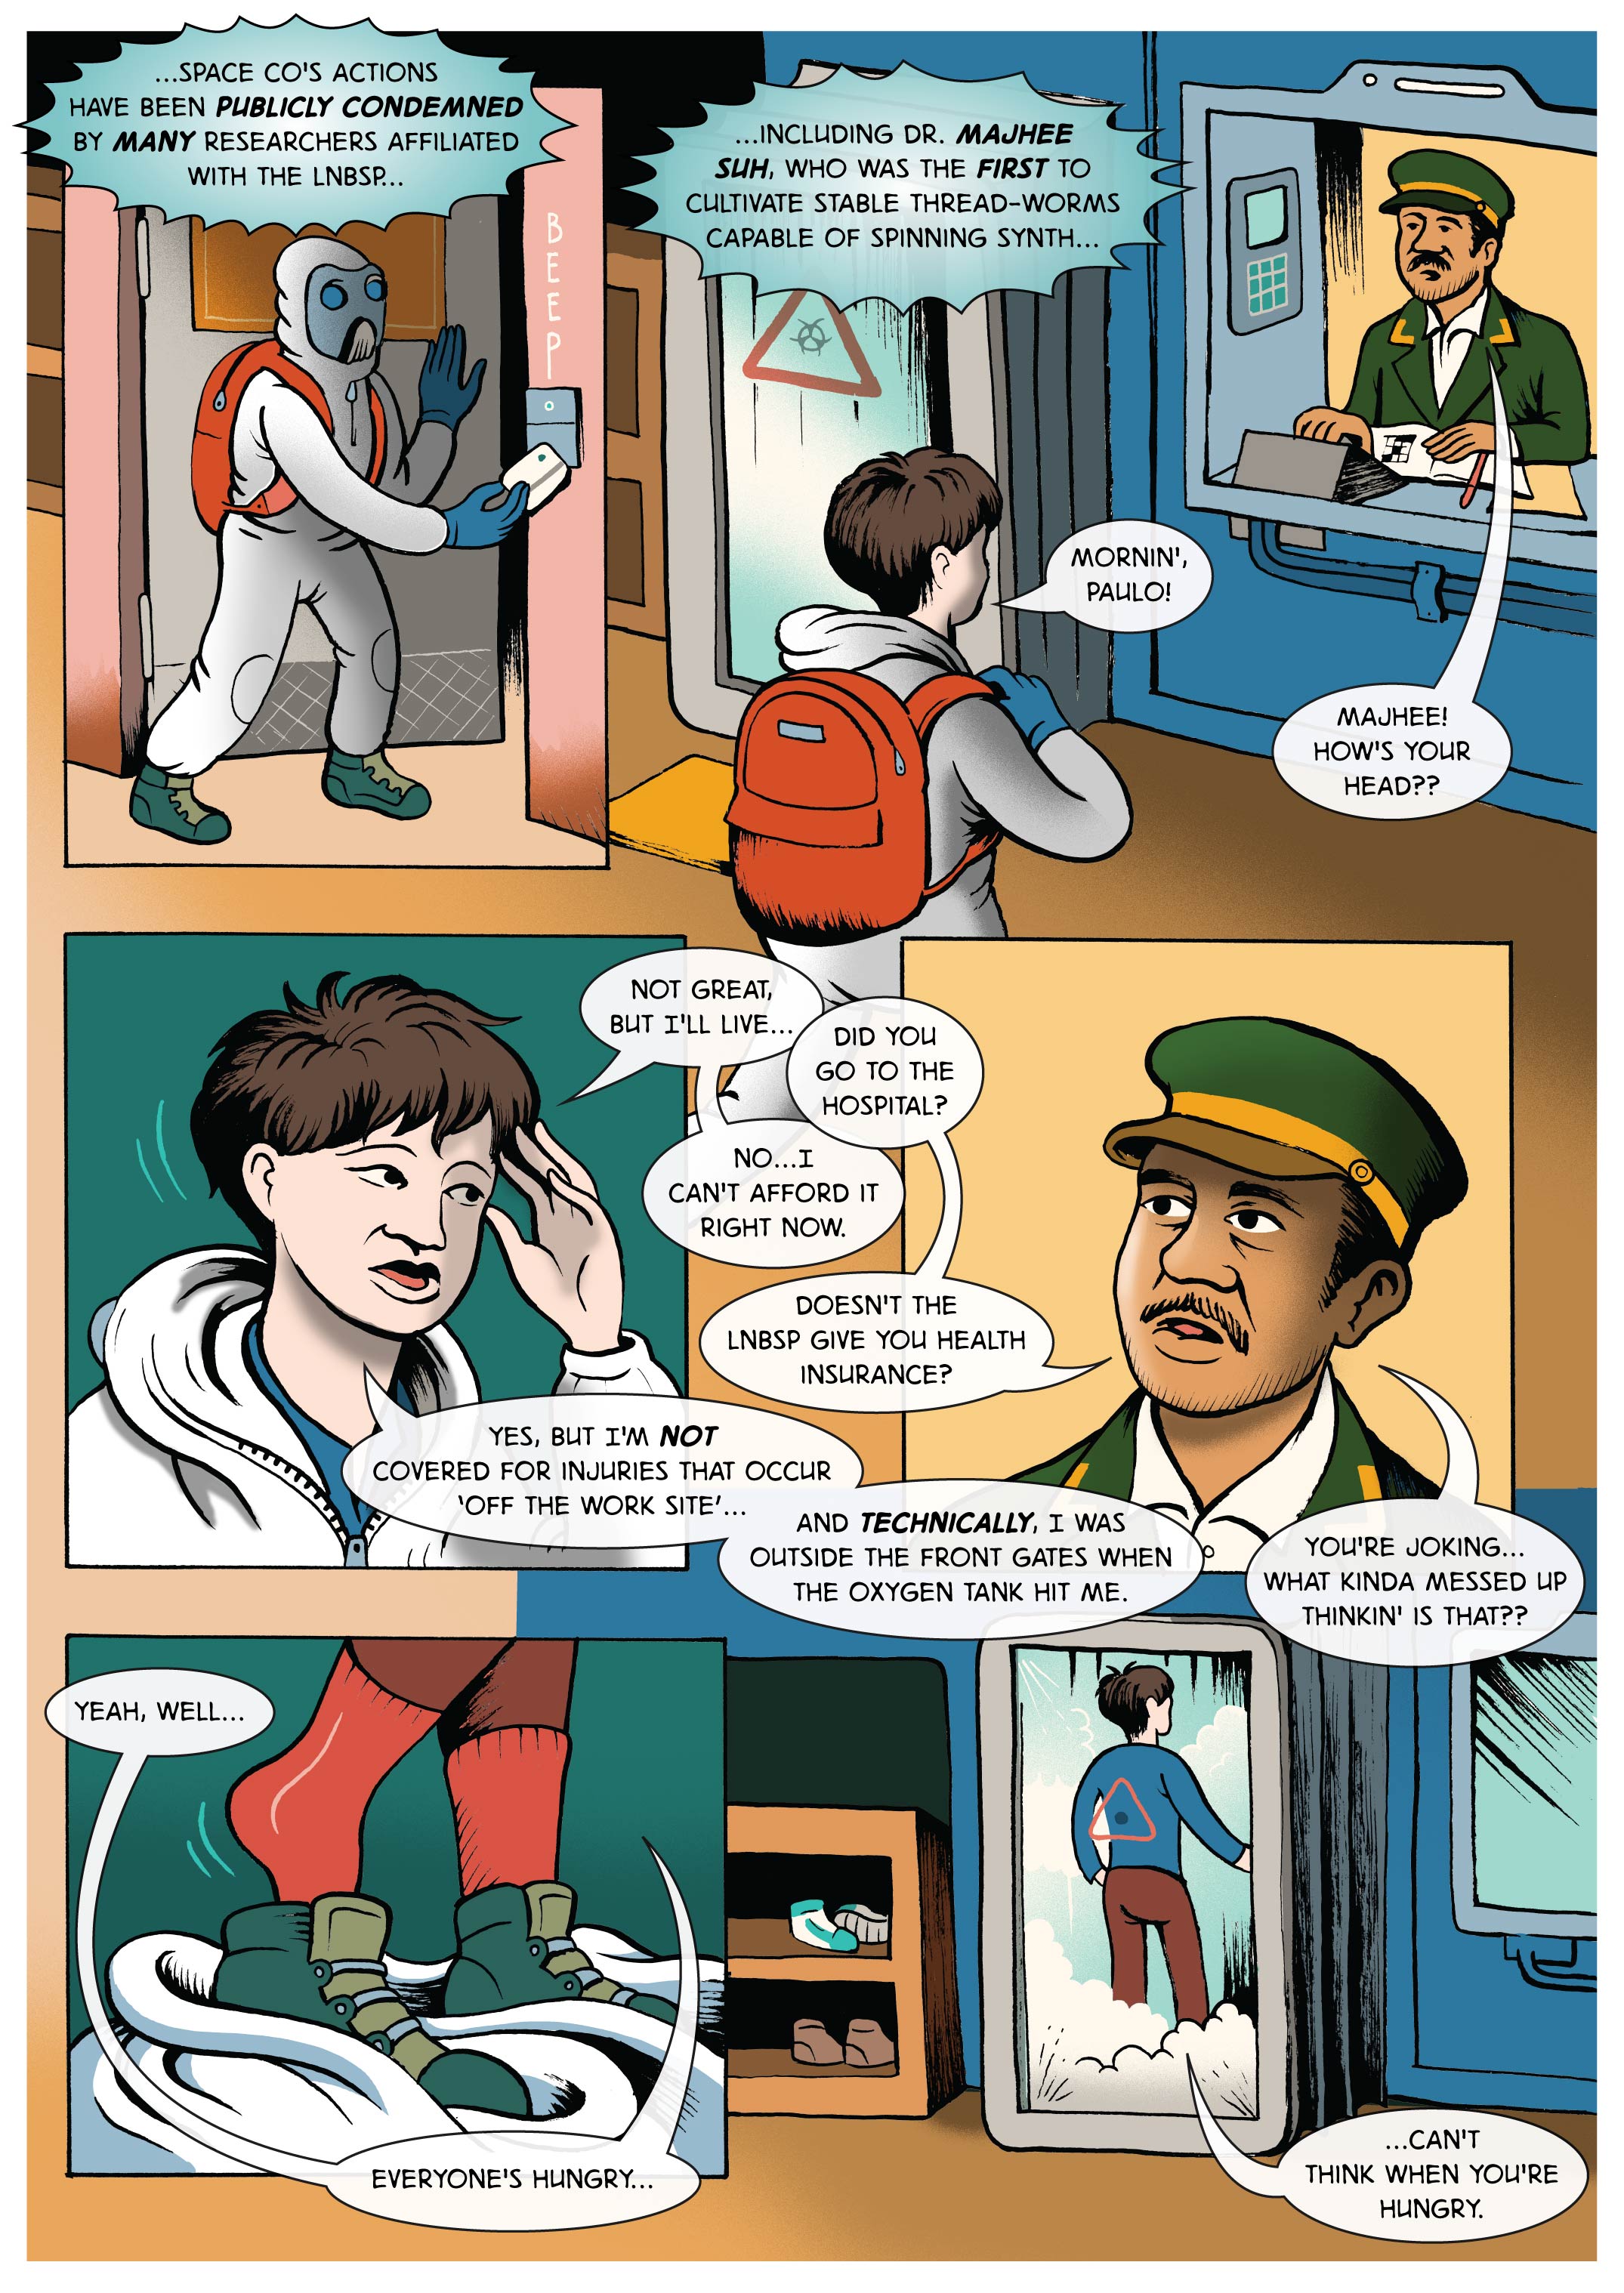 ...SPACE CO'S ACTIONS
HAVE BEEN PUBLICLY CONDEMNED
BY MANY RESEARCHERS AFFILIATED
WITH THE LNBSP...
BEEP
...INCLUDING DR. MAJHEE
SUH, WHO WAS THE FIRST TO
CULTIVATE STABLE THREAD-WORMS
CAPABLE OF SPINNING SYNTH...
MORNIN',
PAULO!
MAJHEE!
HOW'S YOUR
HEAD??
NOT GREAT,
BUT I'LL LIVE...
DID YOU
GO TO THE
HOSPITAL?
NO...I
CAN'T AFFORD IT
RIGHT NOW.
DOESN'T THE
LNBSP GIVE YOU HEALTH
INSURANCE?
YES, BUT I'M NOT
COVERED FOR INJURIES THAT OCCUR
'OFF THE WORK SITE'...
AND TECHNICALLY, I WAS
OUTSIDE THE FRONT GATES WHEN
THE OXYGEN TANK HIT ME.
YOU'RE JOKING...
WHAT KINDA MESSED UP
THINKIN' IS THAT??
YEAH, WELL...
EVERYONE'S HUNGRY...
...CAN'T
THINK WHEN YOU'RE
HUNGRY.